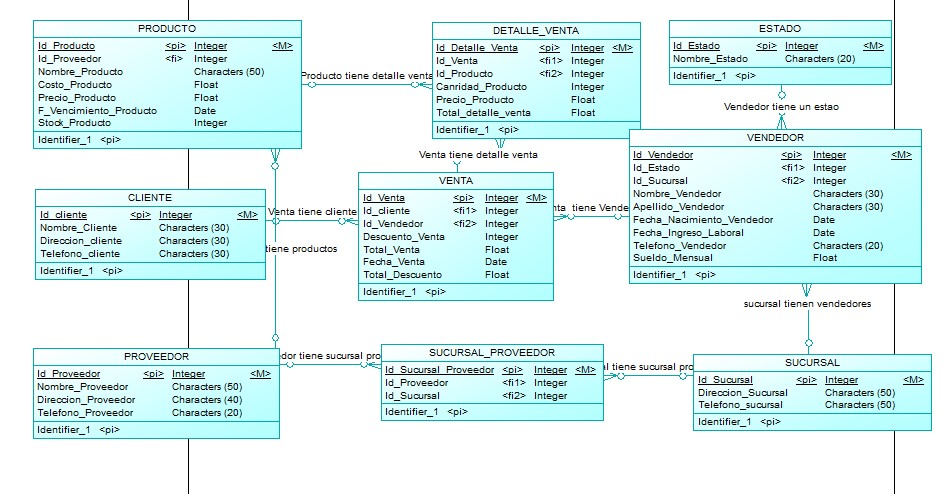 PRODUCTO
Id_Producto <pi> Integer <M>
Id_Proveedor <fi> Integer
Nombre_Producto Characters (50)
Costo_Producto Float
Precio_Producto Float
F_Vencimiento_Producto Date
Stock_Producto Integer
Identifier_1 <pi>
Producto tiene detalle venta
DETALLE_VENTA
Id_Detalle_Venta <pi> Integer <M>
Id_Venta <fi1> Integer
Id_Producto <fi2> Integer
Canridad_Producto Integer
Precio_Producto Float
Total_detalle_venta Float
Identifier_1 <pi>
ESTADO
Id_Estado <pi> Integer <M>
Nombre_Estado Characters (20)
Identifier_1 <pi>
Vendedor tiene un estao
Venta tiene detalle venta
VENDEDOR
Id_Vendedor <pi> Integer <M>
Id_Estado <fi1> Integer
Id_Sucursal <fi2> Integer
Nombre_Vendedor Characters (30)
Apellido_Vendedor Characters (30)
Fecha_Nacimiento_Vendedor Date
Fecha_Ingreso_Laboral Date
Telefono_Vendedor Characters (20)
Sueldo_Mensual Float
Identifier_1 <pi>
CLIENTE
Id_cliente <pi> Integer <M>
Nombre_Cliente Characters (30)
Direccion_cliente Characters (30)
Telefono_cliente Characters (30)
Identifier_1 <pi>
Venta tiene cliente
VENTA
Id_Venta <pi> Integer <M>
Id_cliente <fi1> Integer
Id_Vendedor <fi2> Integer
Descuento_Venta Integer
Total_Venta Float
Fecha_Venta Date
Total_Descuento Float
Identifier_1 <pi>
nta tiene Vende
tiene productos
sucursal tienen vendedores
PROVEEDOR
Id_Proveedor <pi> Integer <M>
Nombre_Proveedor Characters (50)
Direccion_Proveedor Characters (40)
Telefono_Proveedor Characters (20)
Identifier_1 <pi>
edor tiene sucursal pro
SUCURSAL_PROVEEDOR
Id_Sucursal_Proveedor <pi> Integer <M>
Id_Proveedor <fi1> Integer
Id_Sucursal <fi2> Integer
Identifier_1 <pi>
al tiene sucursal pro
SUCURSAL
Id_Sucursal <pi> Integer <M>
Direccion_Sucursal Characters (50)
Telefono_sucursal Characters (50)
Identifier_1 <pi>